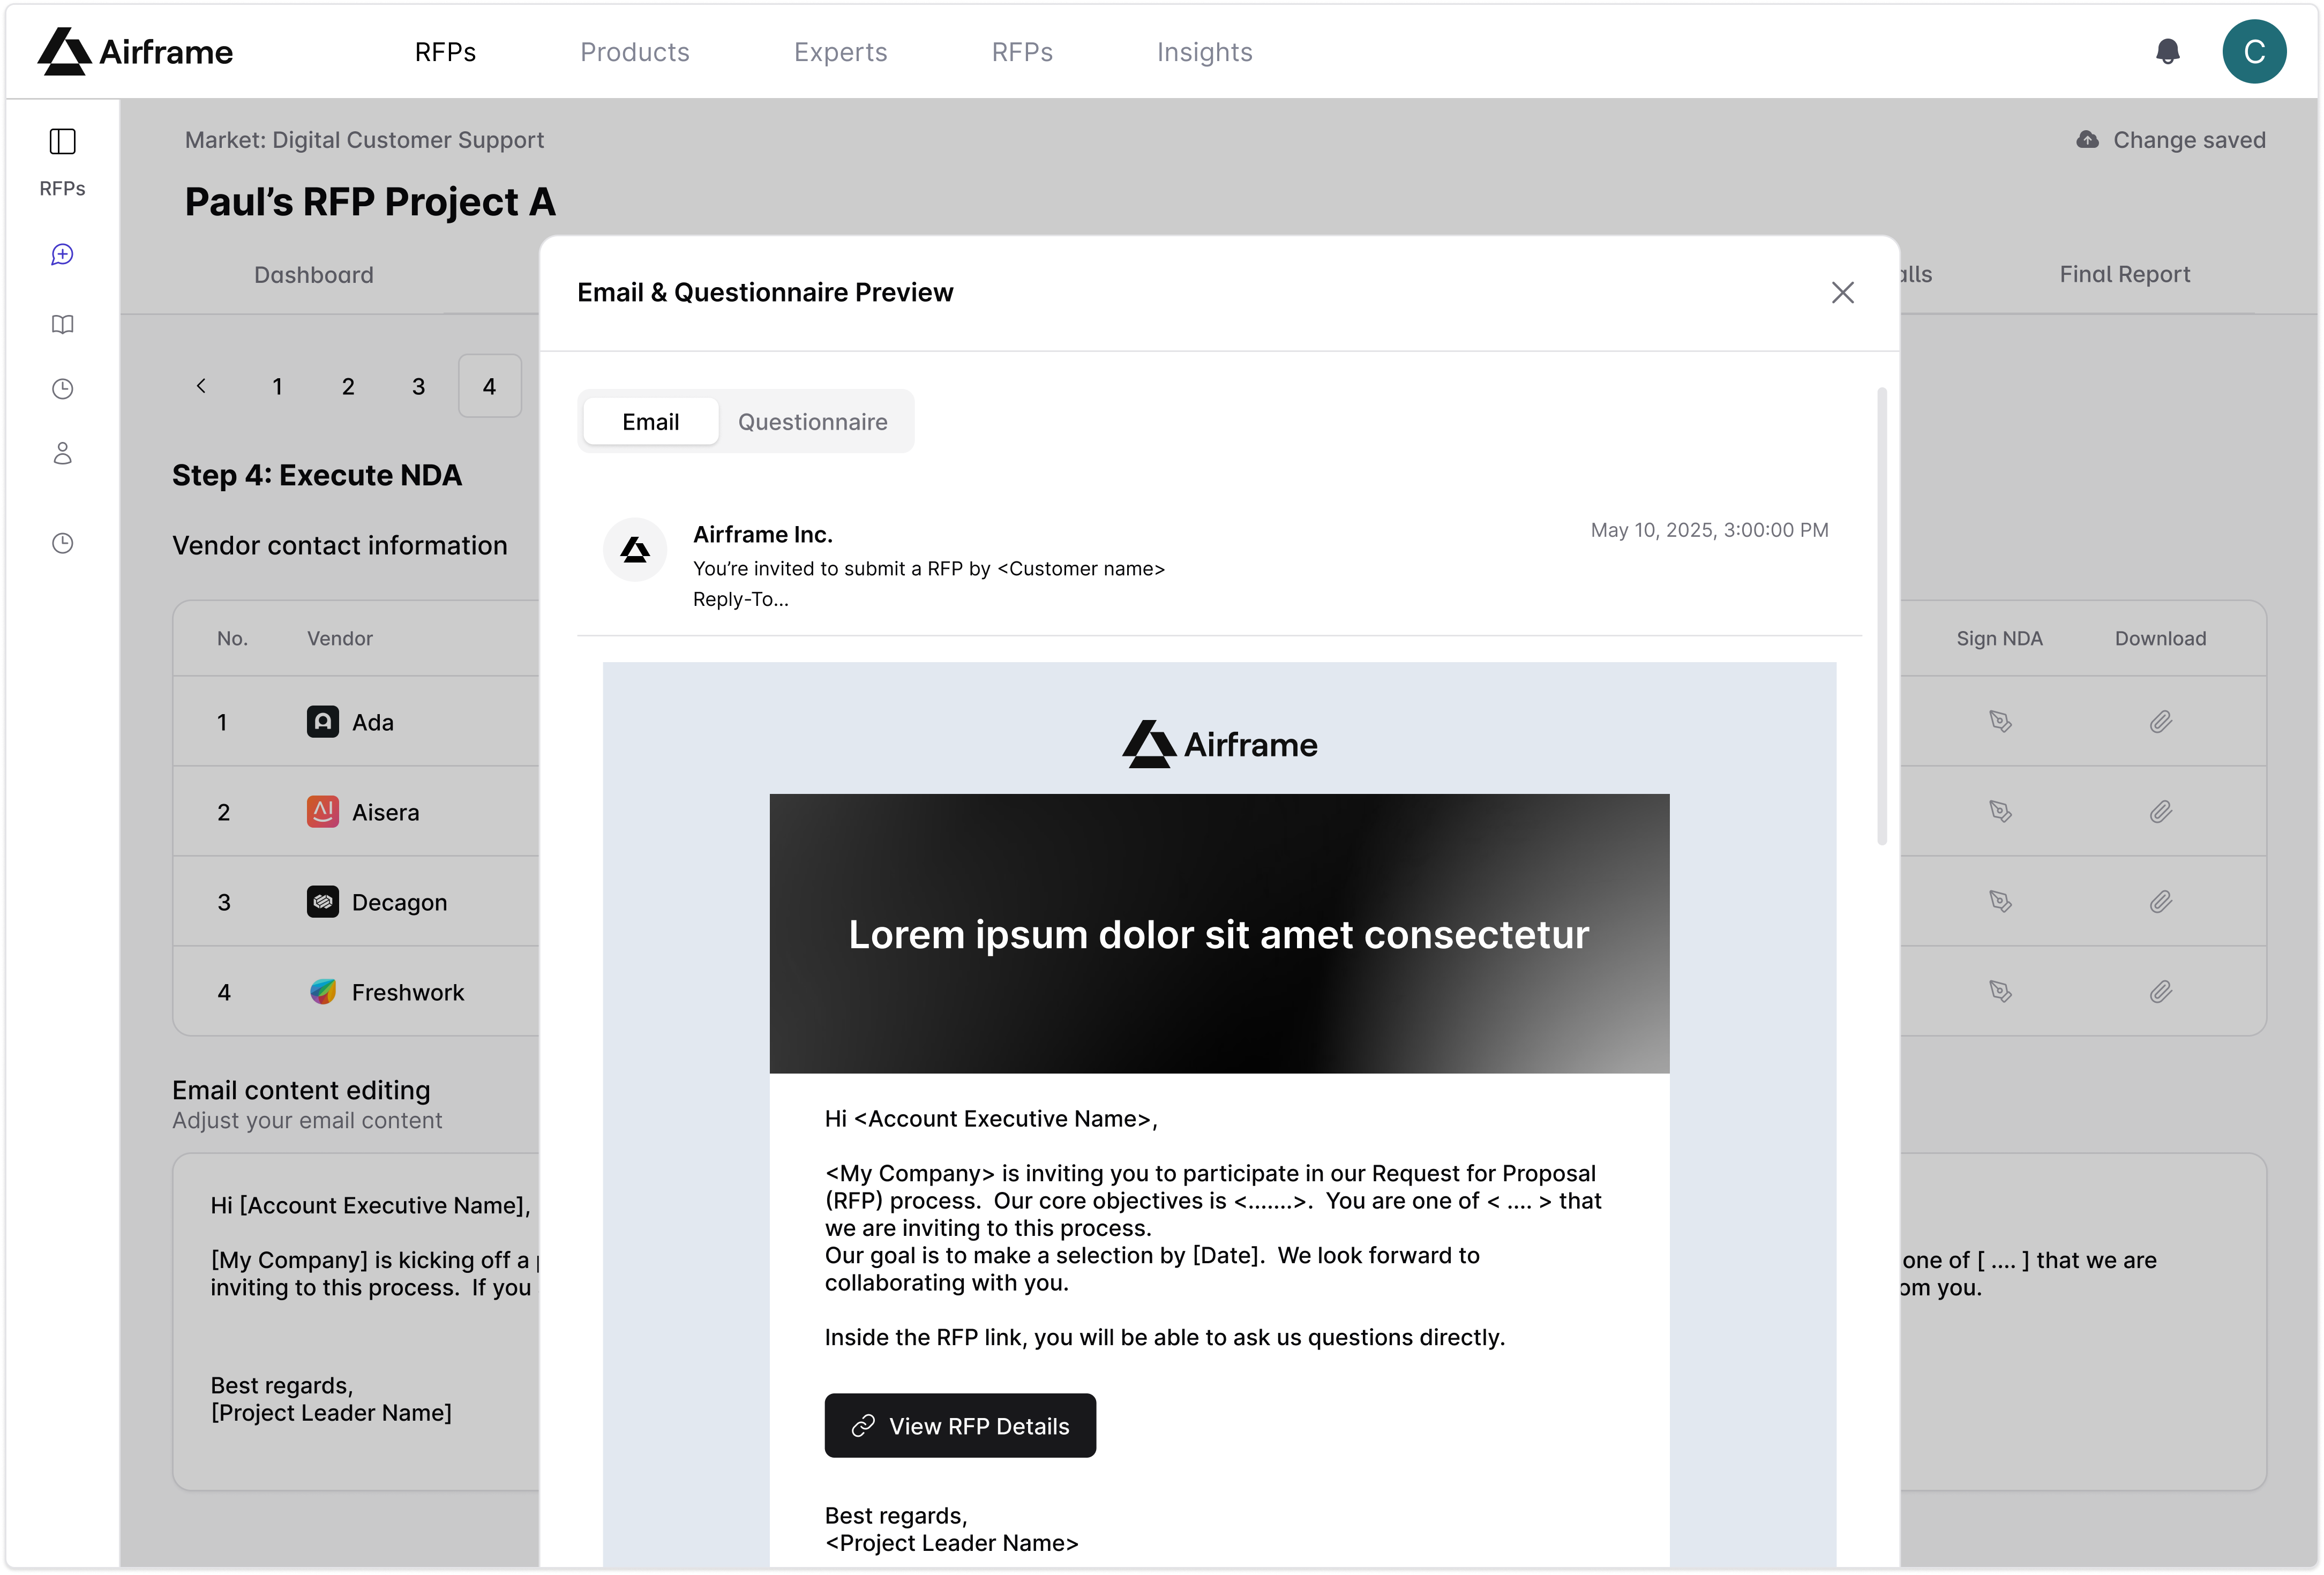 Airframe
RFPs
Products
Experts
RFPs
Insights
C
RFPs
Market: Digital Customer Support
Change saved
Paul’s RFP Project A
Dashboard
Final Report
1
2
3
4
Step 4: Execute NDA
Vendor contact information
No.
Vendor
Sign NDA
Download
1
Ada
2
Aisera
3
Decagon
4
Freshwork
Email content editing
Adjust your email content
Hi [Account Executive Name],
[My Company] is kicking off a
one of [ .... ] that we are
inviting to this process.  If you
you.
Best regards,
[Project Leader Name]
Email & Questionnaire Preview
Email
Questionnaire
Airframe Inc.
May 10, 2025, 3:00:00 PM
You’re invited to submit a RFP by <Customer name>
Reply-To...
Airframe
Lorem ipsum dolor sit amet consectetur
Hi <Account Executive Name>,
<My Company> is inviting you to participate in our Request for Proposal
(RFP) process.  Our core objectives is <.......>.  You are one of < .... > that
we are inviting to this process.
Our goal is to make a selection by [Date].  We look forward to
collaborating with you.
Inside the RFP link, you will be able to ask us questions directly.
View RFP Details
Best regards,
<Project Leader Name>